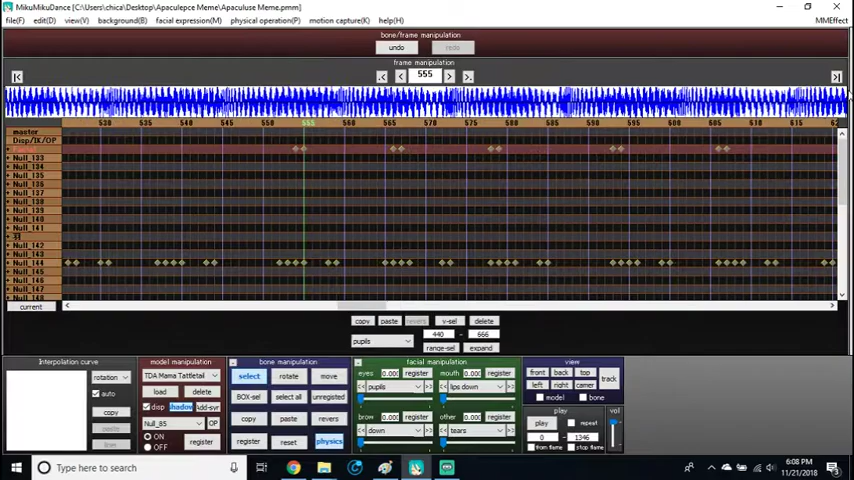 MikuMikuDance [C:\Users\chica\Desktop\Apaculepce Meme\Apaculuse Meme.pmm]
file(F) edit(D) view(V) background(B) facial expression(M) physical operation(P) motion capture(K) help(H) MMEffect
bone/frame manipulation
undo redo
frame manipulation
|< .< < 555 > >. >|
530 535 540 545 550 555 560 565 570 575 580 585 590 595 600 605 610 615
master
Disp/IK/OP
Null_133
Null_134
Null_135
Null_136
Null_137
Null_138
Null_139
Null_140
Null_141
Null_142
Null_143
Null_144
Null_145
Null_146
Null_147
Null_148
current < >
copy paste reverts v-sel delete
pupils 440 - 666
range-sel expand
Interpolation curve model manipulation bone manipulation facial manipulation view
rotation
auto
copy
paste
lines
TDA Mama Tattletail
load delete
disp shadow Add-syn
Null_85 OP
ON
OFF
register
select rotate move
BOX-sel select all unregisted
copy paste revers
register reset physics
eyes 0.000 register mouth 0.000 register
<< pupils >> << lips down >>
brow 0.000 register other 0.000 register
<< down >> << tears >>
front back top
left right camer
track
model bone
play vol
play repeat
0 - 1346
from flame stop flame
Type here to search
6:08 PM
11/21/2018
3